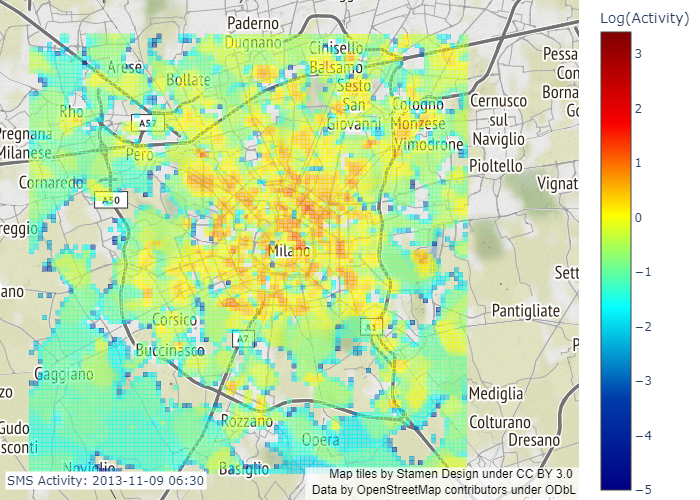 Log(Activity)
Paderno
Dugnano
Cinisello
Balsamo
Arese
Bollate
Sesto
San
Giovanni
Cologno
Monzese
Cernusco
sul
Naviglio
Pessa
Con
Borna
Go
Rho
A52
Pregnana
Milanese
Pero
Vimodrone
Pioltello
Cornaredo
A50
Vignat
reggio
Milano
Sett
ano
Corsico
A7
A1
Pantigliate
P
Buccinasco
Gaggiano
zo
Mediglia
Gudo
sconti
Rozzano
Opera
Colturano
Dresano
Noviglio
Basiglio
SMS Activity: 2013-11-09 06:30
Map tiles by Stamen Design under CC BY 3.0
Data by OpenStreetMap contributors under ODbL
3
2
1
0
−1
−2
−3
−4
−5